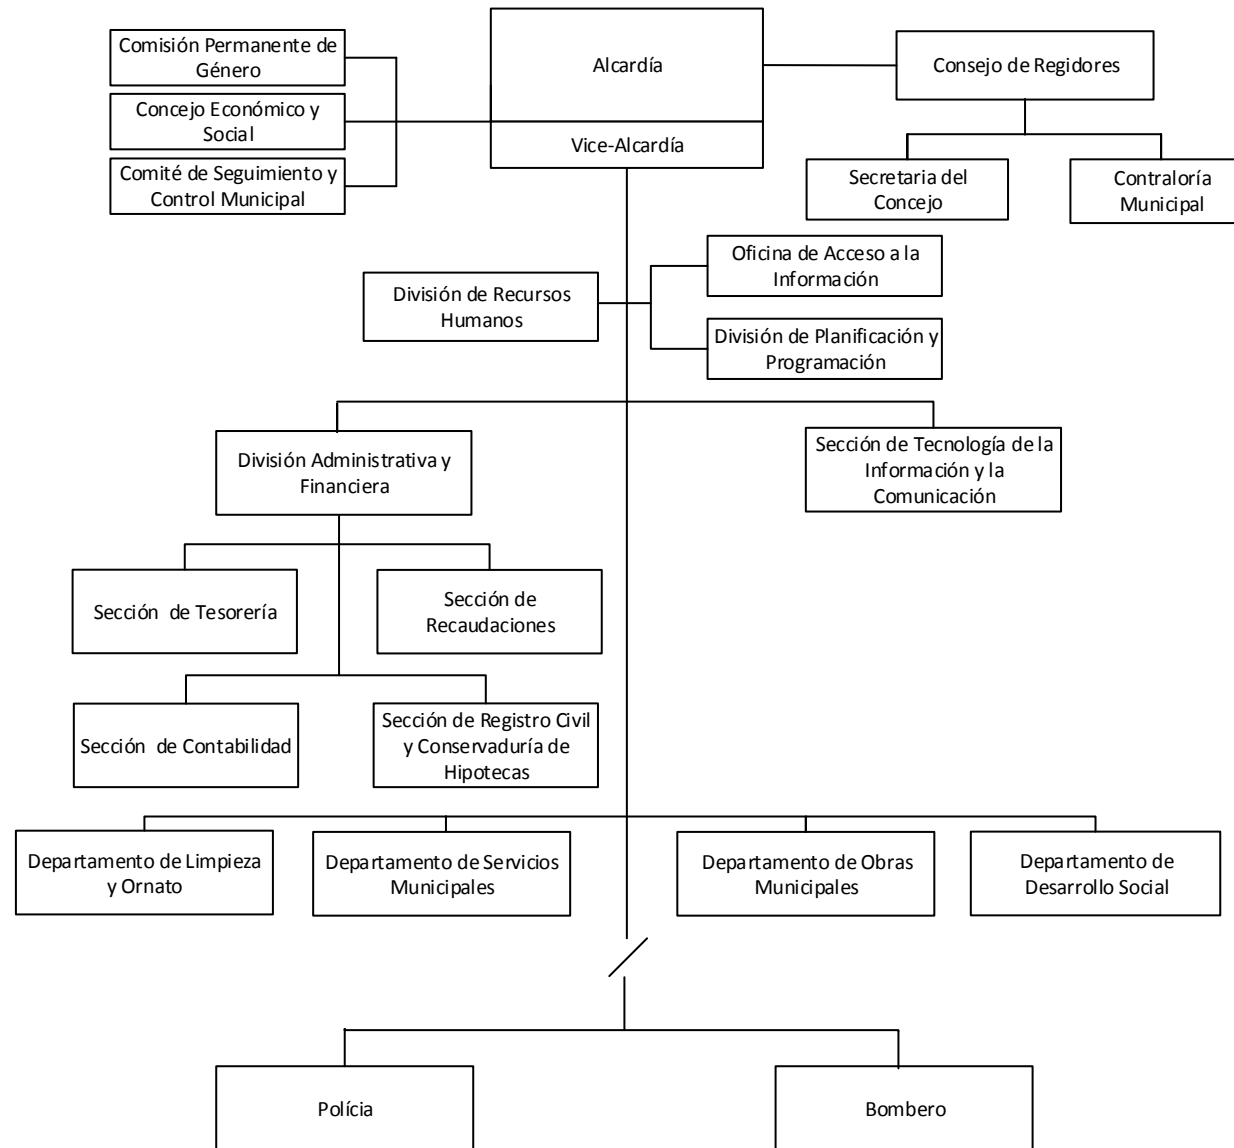 Comisión Permanente de
Género
Concejo Económico y
Social
Comité de Seguimiento y
Control Municipal
Alcardía
Vice-Alcardía
Consejo de Regidores
Secretaria del
Concejo
Contraloría
Municipal
División de Recursos
Humanos
Oficina de Acceso a la
Información
División de Planificación y
Programación
División Administrativa y
Financiera
Sección de Tecnología de la
Información y la
Comunicación
Sección de Tesorería
Sección de
Recaudaciones
Sección de Contabilidad
Sección de Registro Civil
y Conservaduría de
Hipotecas
Departamento de Limpieza
y Ornato
Departamento de Servicios
Municipales
Departamento de Obras
Municipales
Departamento de
Desarrollo Social
Polícia
Bombero